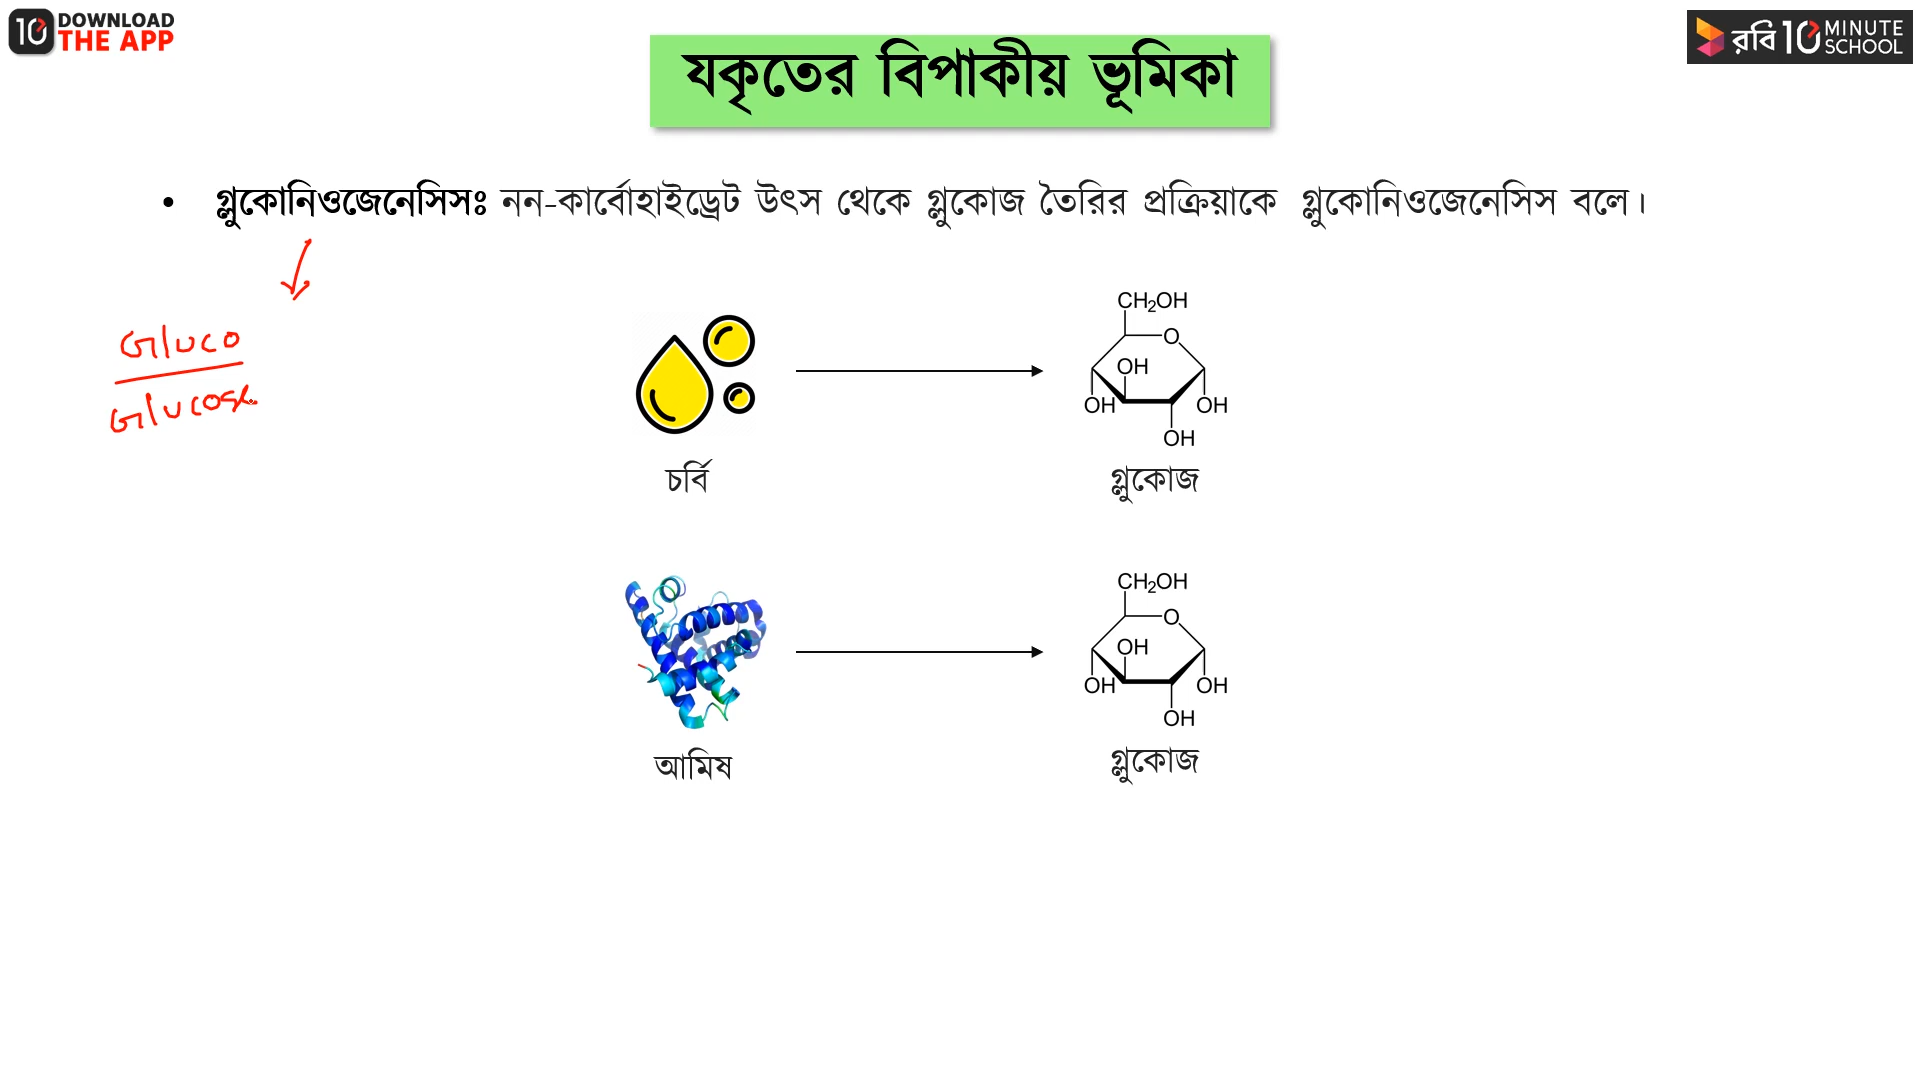 10 DOWNLOAD
THE APP
রবি 10 MINUTE
SCHOOL
যকৃতের বিপাকীয় ভূমিকা
• গ্লুকোনিওজেনেসিসঃ নন-কার্বোহাইড্রেট উৎস থেকে গ্লুকোজ তৈরির প্রক্রিয়াকে গ্লুকোনিওজেনেসিস বলে।
Gluco
Glucose
CH2OH
O
OH
OH
OH
OH
চর্বি
গ্লুকোজ
CH2OH
O
OH
OH
OH
OH
আমিষ
গ্লুকোজ